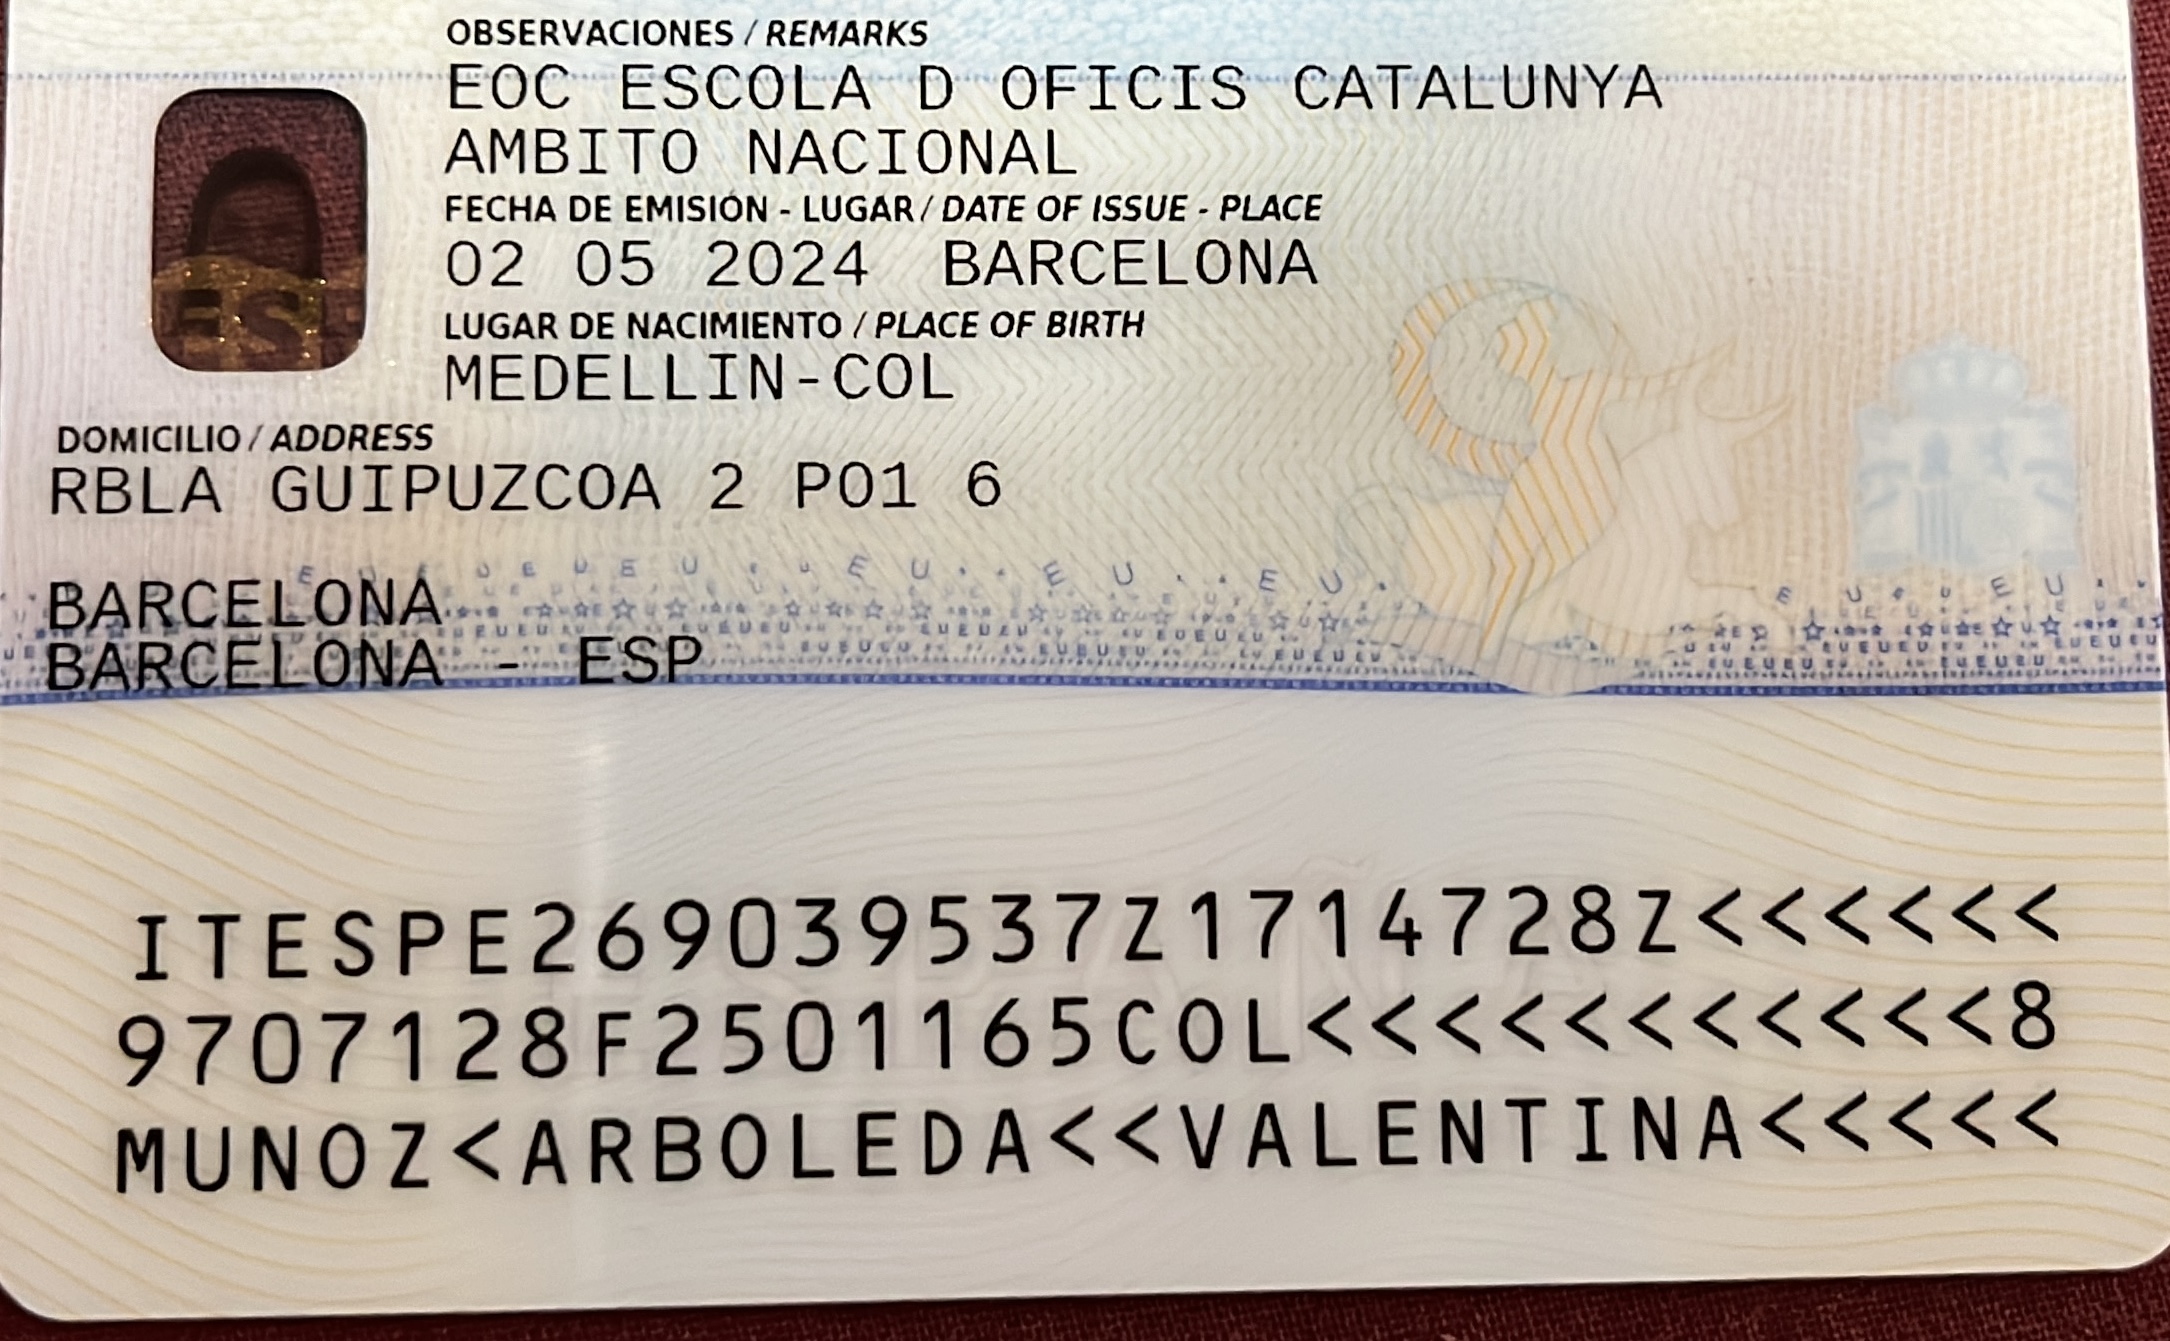 OBSERVACIONES / REMARKS
EOC ESCOLA D OFICIS CATALUNYA
AMBITO NACIONAL
FECHA DE EMISIÓN - LUGAR / DATE OF ISSUE - PLACE
02 05 2024 BARCELONA
LUGAR DE NACIMIENTO / PLACE OF BIRTH
MEDELLIN-COL
DOMICILIO / ADDRESS
RBLA GUIPUZCOA 2 P01 6
BARCELONA
BARCELONA - ESP
ITESPE269039537Z1714728Z<<<<<<
9707128F2501165COL<<<<<<<<<<<8
MUNOZ<ARBOLEDA<<VALENTINA<<<<<